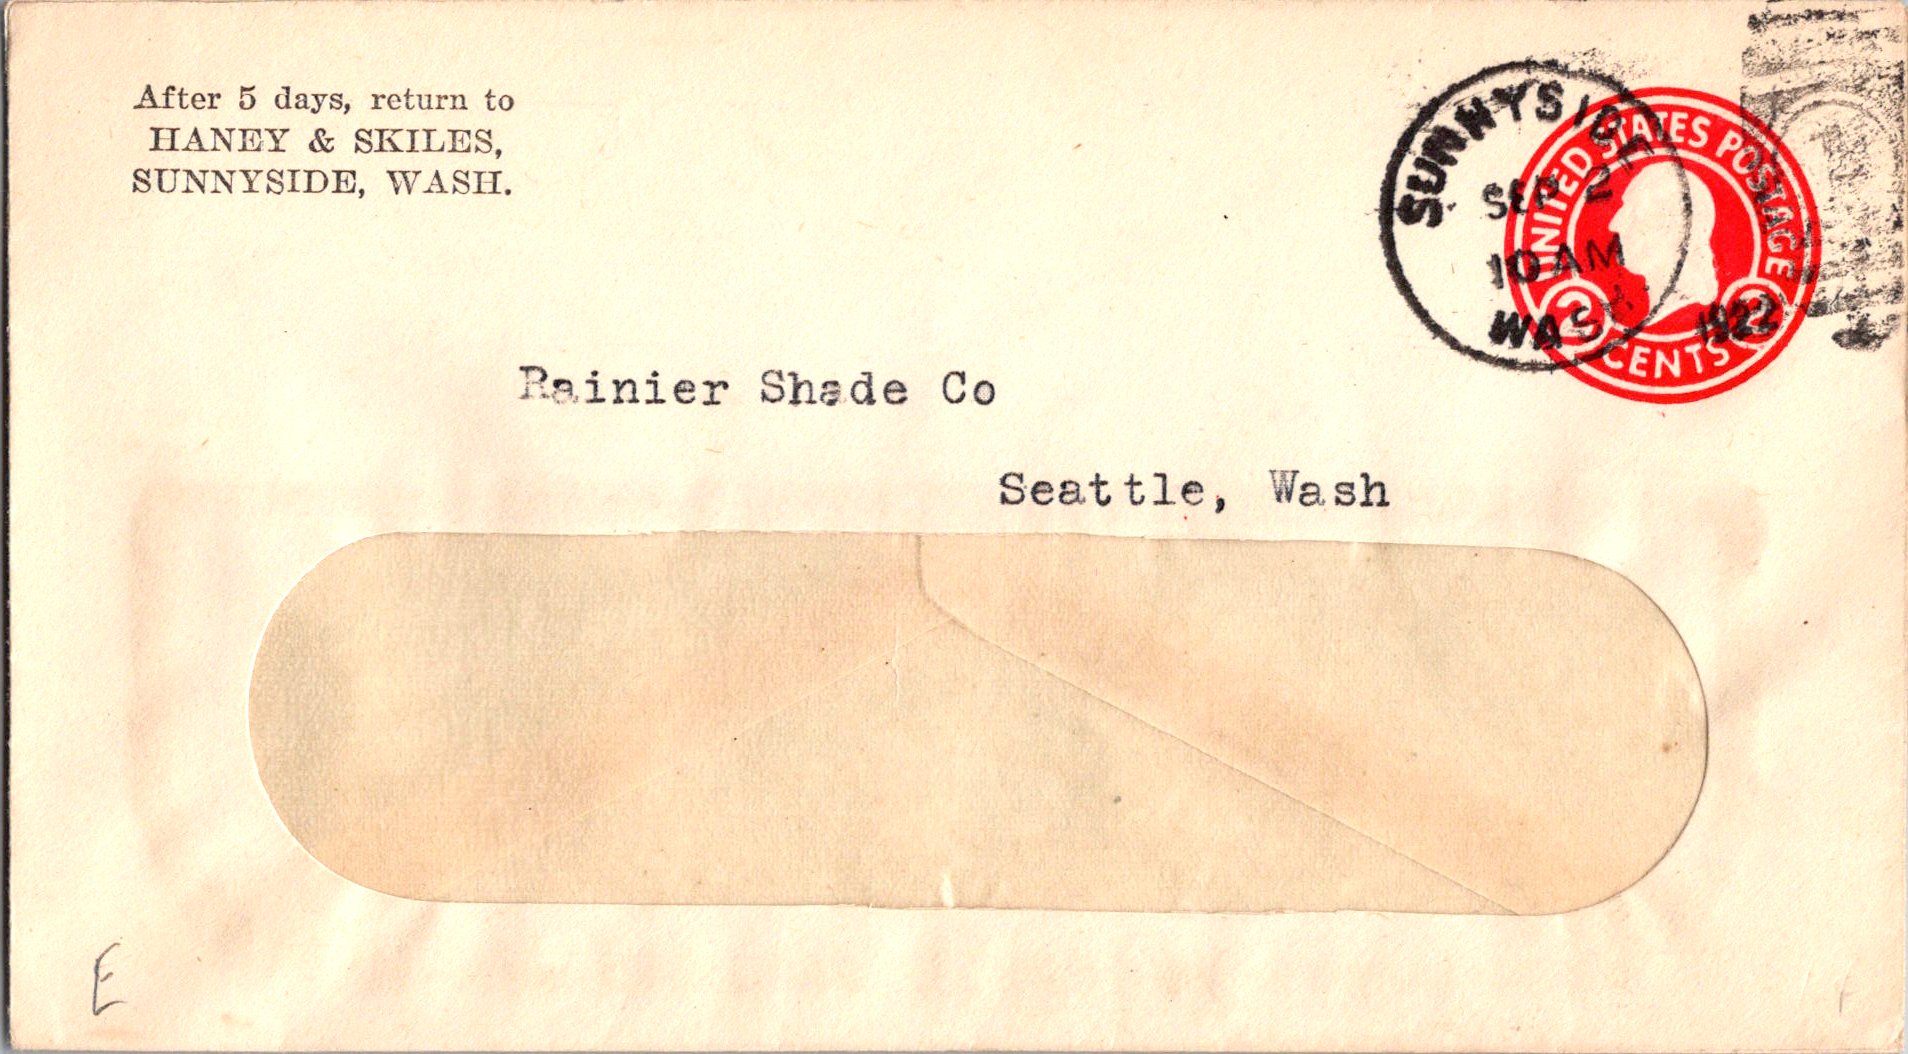 After 5 days, return to
HANEY & SKILES,
SUNNYSIDE, WASH.
SUNNYSIDE
SEP 2
10 AM
WASH.
1922
UNITED STATES POSTAGE
2 CENTS 2
Rainier Shade Co
Seattle, Wash
E